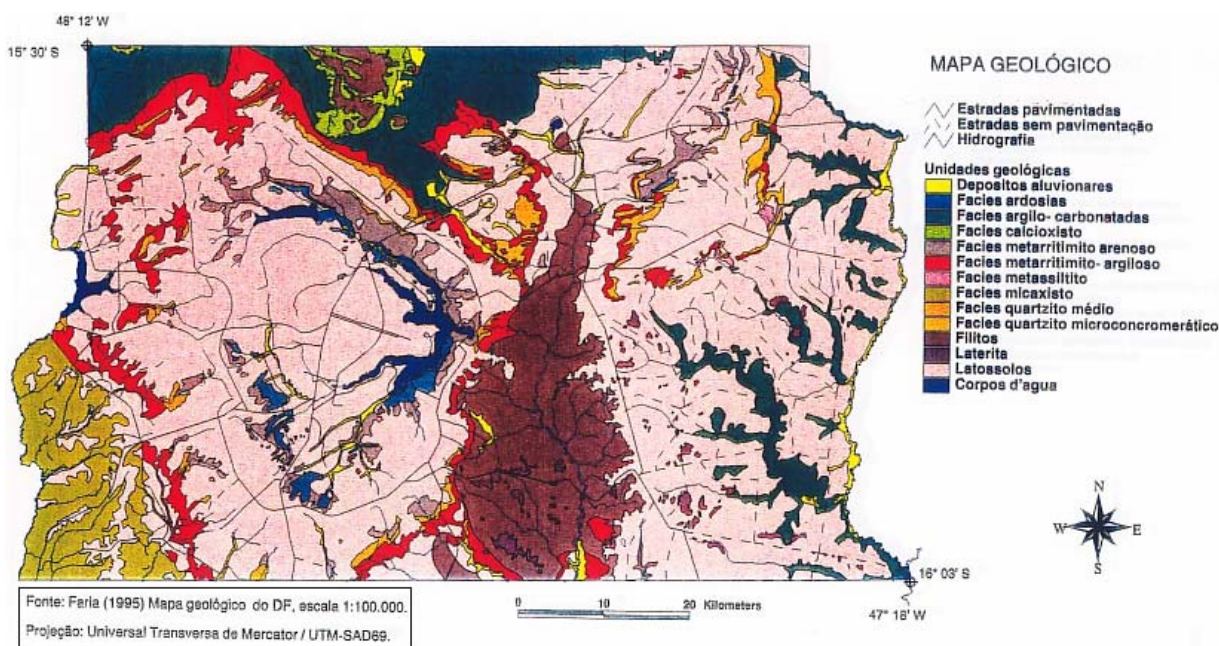 48° 12' W
15° 30' S
MAPA GEOLÓGICO
Estradas pavimentadas
Estradas sem pavimentação
Hidrografia
Unidades geológicas
Depositos aluvionares
Facies ardosias
Facies argilo- carbonatadas
Facies calcioxisto
Facies metarritimito arenoso
Facies metarritimito- argiloso
Facies metassiltito
Facies micaxisto
Facies quartzito médio
Facies quartzito microconcromerático
Filitos
Laterita
Latossolos
Corpos d'agua
N
W E
S
16° 03' S
47° 18' W
0 10 20 Kilometers
Fonte: Faria (1995) Mapa geológico do DF, escala 1:100.000.
Projeção: Universal Transversa de Mercator / UTM-SAD69.